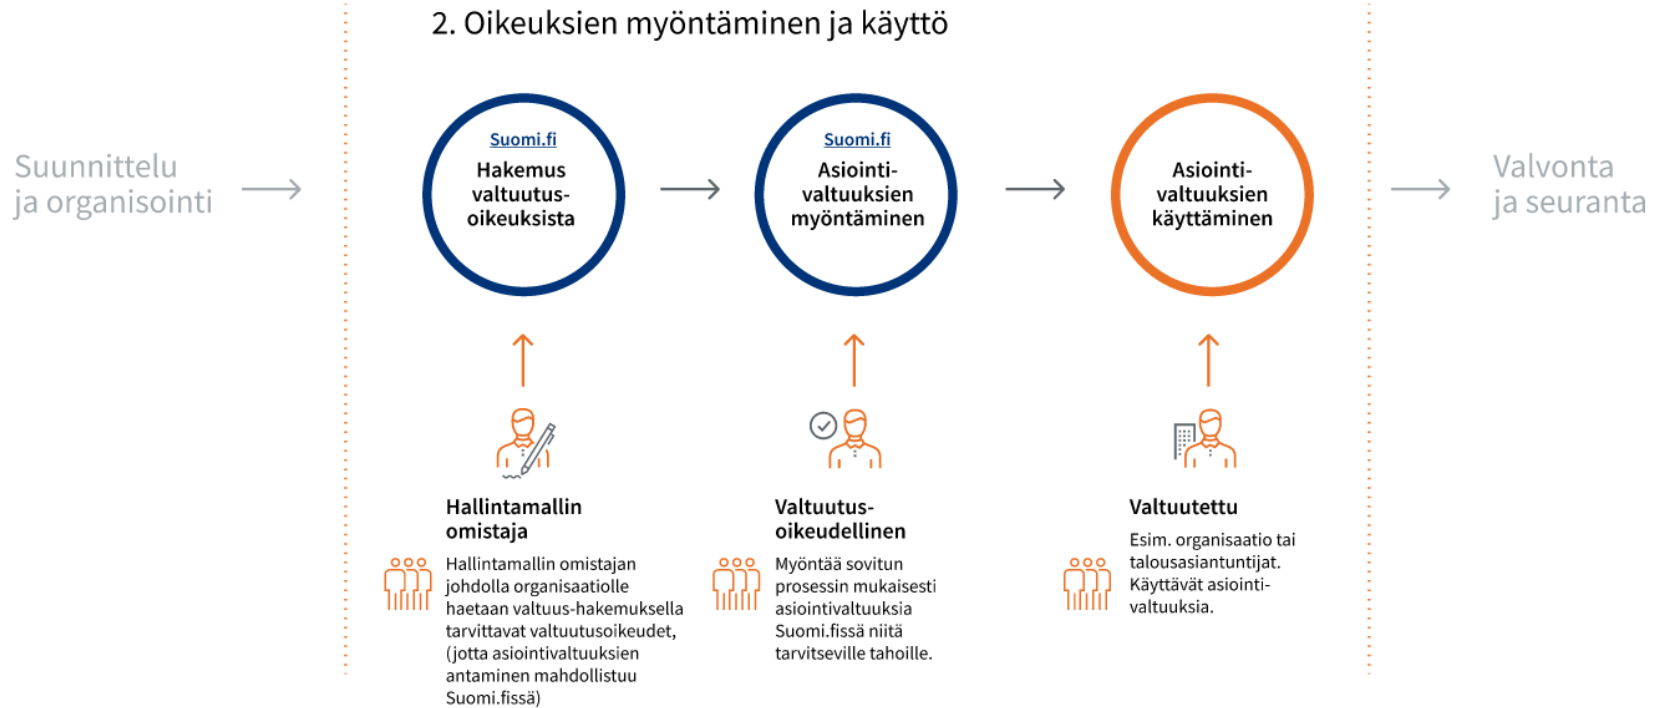 2. Oikeuksien myöntäminen ja käyttö
Suunnittelu
ja organisointi
Suomi.fi
Hakemus
valtuutus-
oikeuksista
Suomi.fi
Asiointi-
valtuuksien
myöntäminen
Asiointi-
valtuuksien
käyttäminen
Valvonta
ja seuranta
Hallintamallin
omistaja
Hallintamallin omistajan
johdolla organisaatiolle
haetaan valtuus-hakemuksella
tarvittavat valtuutusoikeudet,
(jotta asiointivaltuuksien
antaminen mahdollistuu
Suomi.fissä)
Valtuutus-
oikeudellinen
Myöntää sovitun
prosessin mukaisesti
asiointivaltuuksia
Suomi.fissä niitä
tarvitseville tahoille.
Valtuutettu
Esim. organisaatio tai
talousasiantuntijat.
Käyttävät asiointi-
valtuuksia.